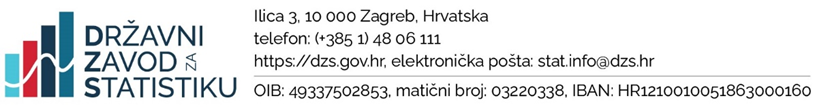 DRŽAVNI
ZAVOD ZA
STATISTIKU
Ilica 3, 10 000 Zagreb, Hrvatska
telefon: (+385 1) 48 06 111
https://dzs.gov.hr, elektronička pošta: stat.info@dzs.hr
OIB: 49337502853, matični broj: 03220338, IBAN: HR1210010051863000160